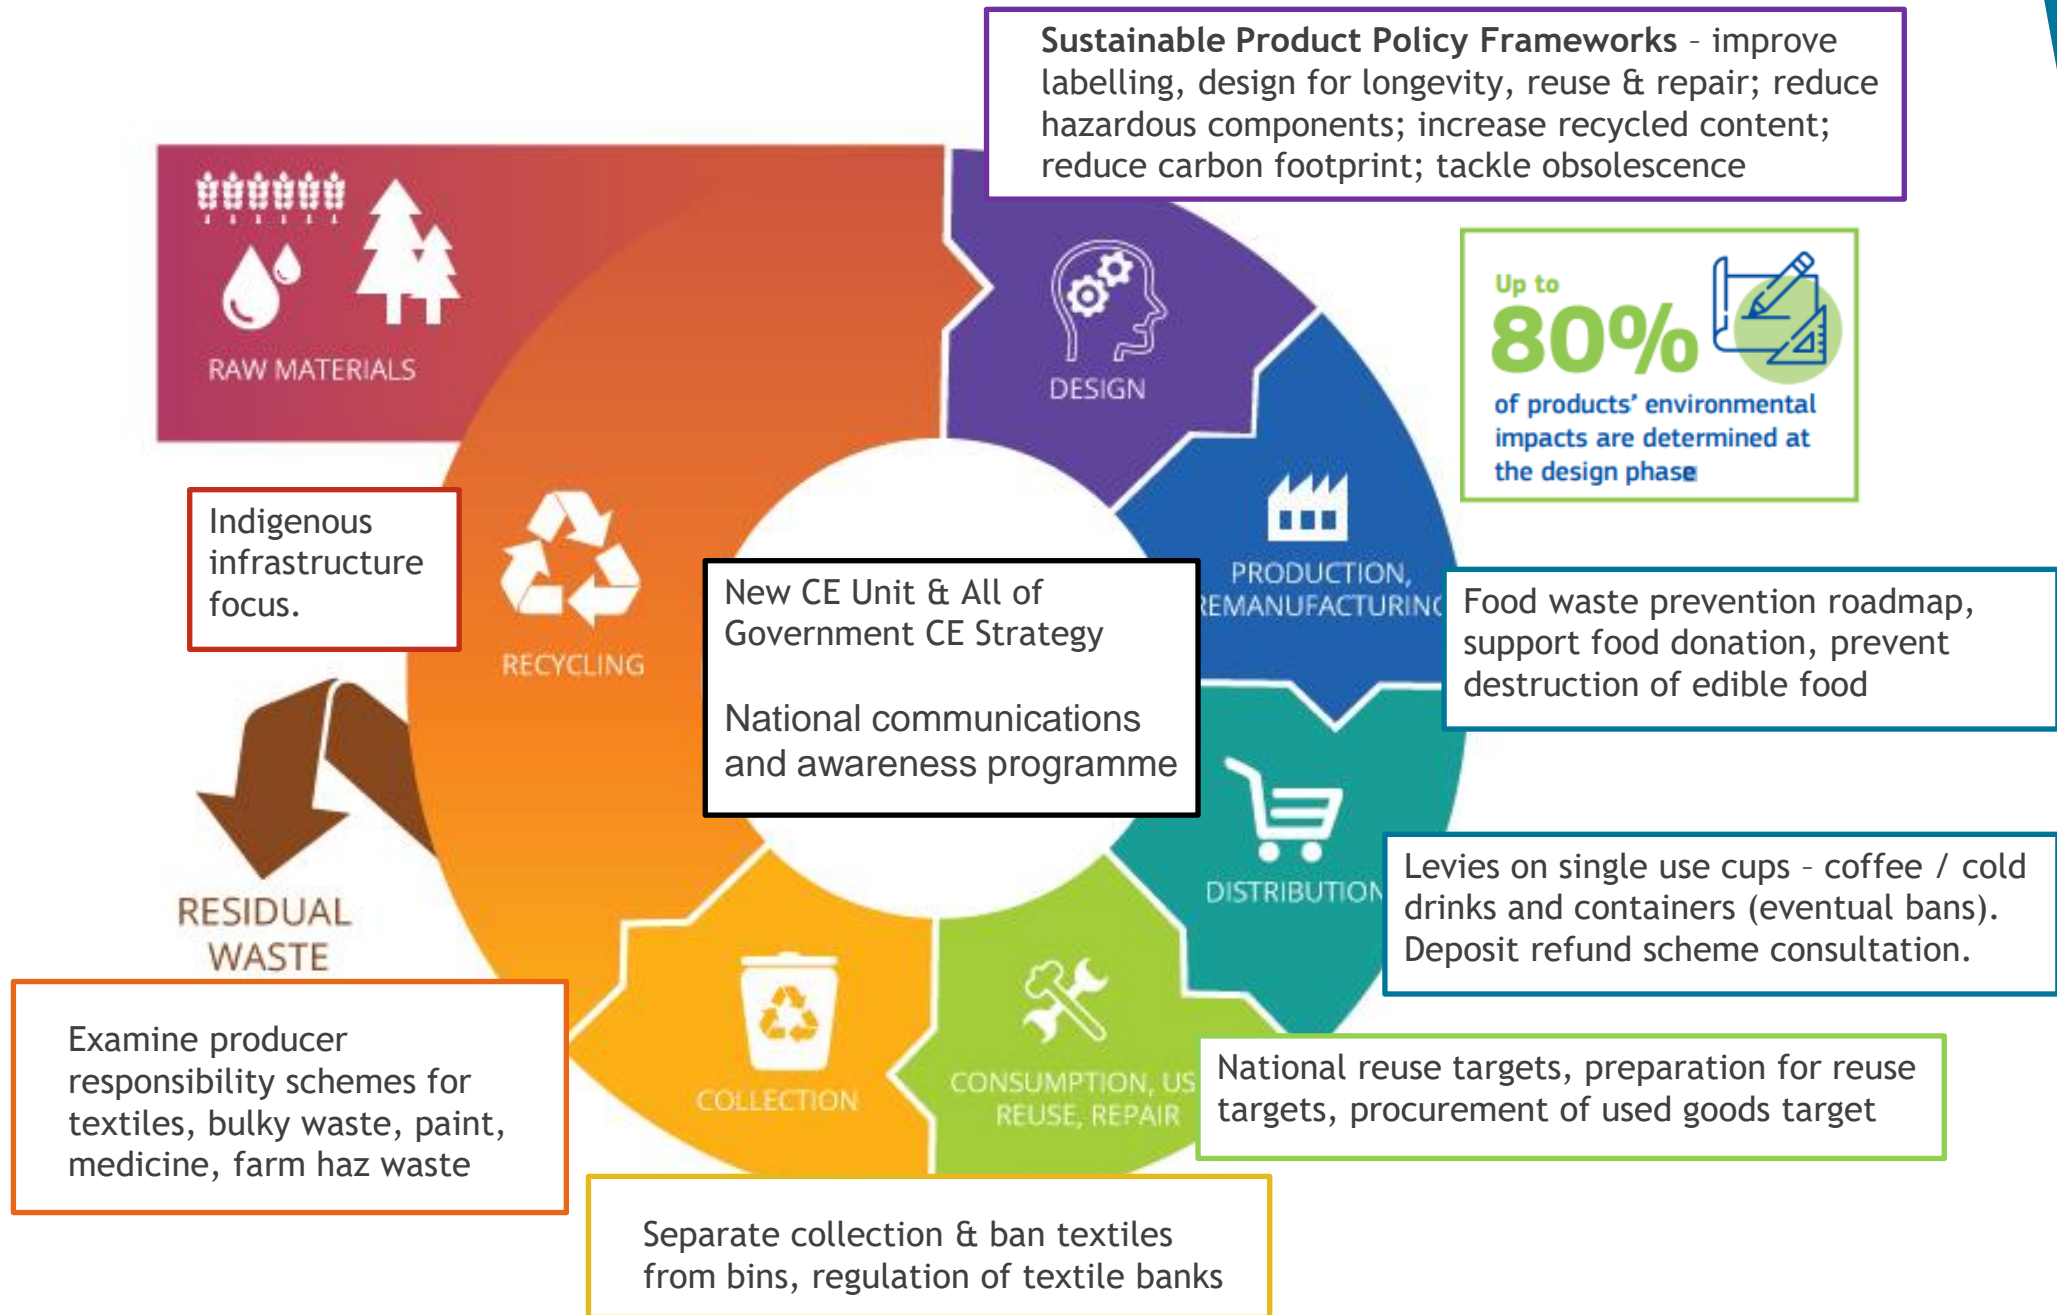 Sustainable Product Policy Frameworks – improve
labelling, design for longevity, reuse & repair; reduce
hazardous components; increase recycled content;
reduce carbon footprint; tackle obsolescence
RAW MATERIALS
DESIGN
Up to
80%
of products' environmental
impacts are determined at
the design phase
Indigenous
infrastructure
focus.
RECYCLING
New CE Unit & All of
Government CE Strategy
National communications
and awareness programme
PRODUCTION,
REMANUFACTURING
Food waste prevention roadmap,
support food donation, prevent
destruction of edible food
DISTRIBUTION
Levies on single use cups – coffee / cold
drinks and containers (eventual bans).
Deposit refund scheme consultation.
RESIDUAL
WASTE
Examine producer
responsibility schemes for
textiles, bulky waste, paint,
medicine, farm haz waste
COLLECTION
CONSUMPTION, US
REUSE, REPAIR
National reuse targets, preparation for reuse
targets, procurement of used goods target
Separate collection & ban textiles
from bins, regulation of textile banks